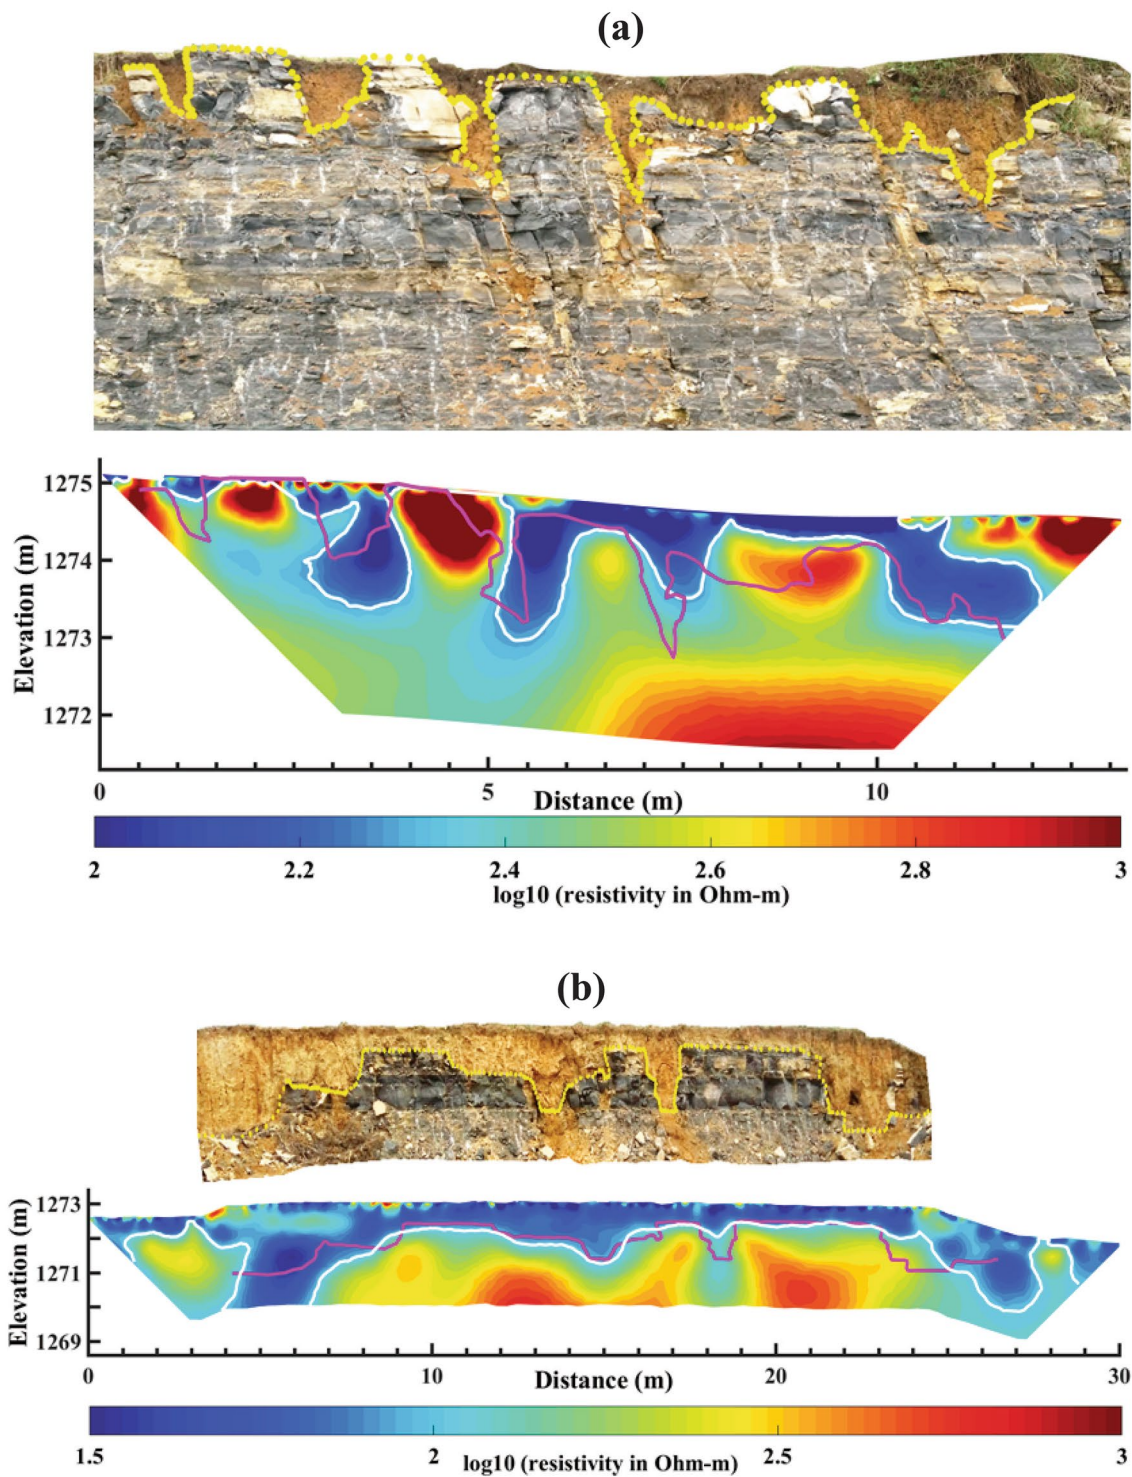 (a)
1275
1274
1273
1272
Elevation (m)
0 5 10
Distance (m)
2 2.2 2.4 2.6 2.8 3
log10 (resistivity in Ohm-m)
(b)
1273
1271
1269
Elevation (m)
0 10 20 30
Distance (m)
1.5 2 2.5 3
log10 (resistivity in Ohm-m)